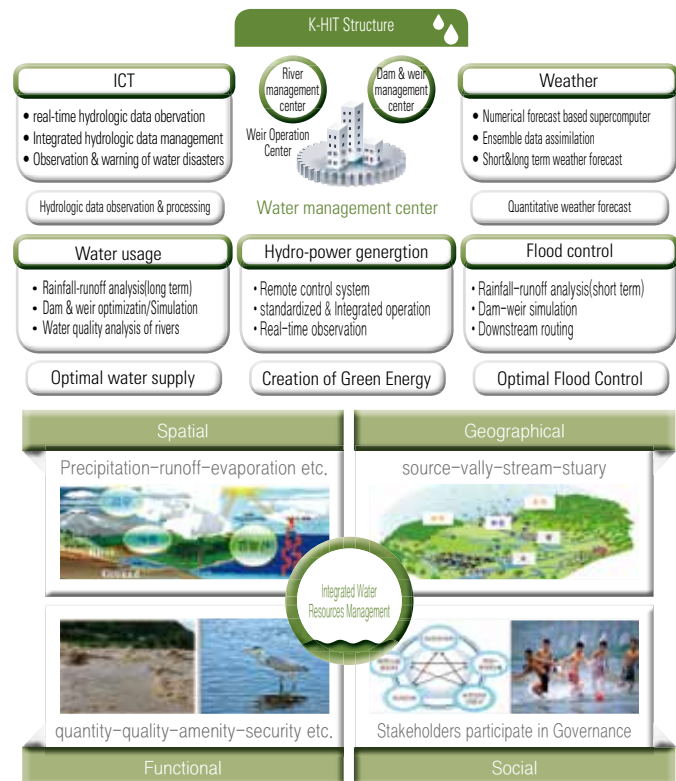 K-HIT Structure
ICT
• real-time hydrologic data obervation
• Integrated hydrologic data management
• Observation & warning of water disasters
Hydrologic data observation & processing
River
management
center
Dam & weir
management
center
Weir Operation
Center
Water management center
Weather
• Numerical forecast based supercomputer
• Ensemble data assimilation
• Short&long term weather forecast
Quantitative weather forecast
Water usage
• Rainfall-runoff analysis(long term)
• Dam & weir optimizatin/Simulation
• Water quality analysis of rivers
Optimal water supply
Hydro-power genergtion
• Remote control system
• standardized & Integrated operation
• Real-time observation
Creation of Green Energy
Flood control
• Rainfall-runoff analysis(short term)
• Dam-weir simulation
• Downstream routing
Optimal Flood Control
Spatial
Precipitation-runoff-evaporation etc.
Geographical
source-vally-stream-stuary
Integrated Water
Resources Management
quantity-quality-amenity-security etc.
Functional
Stakeholders participate in Governance
Social